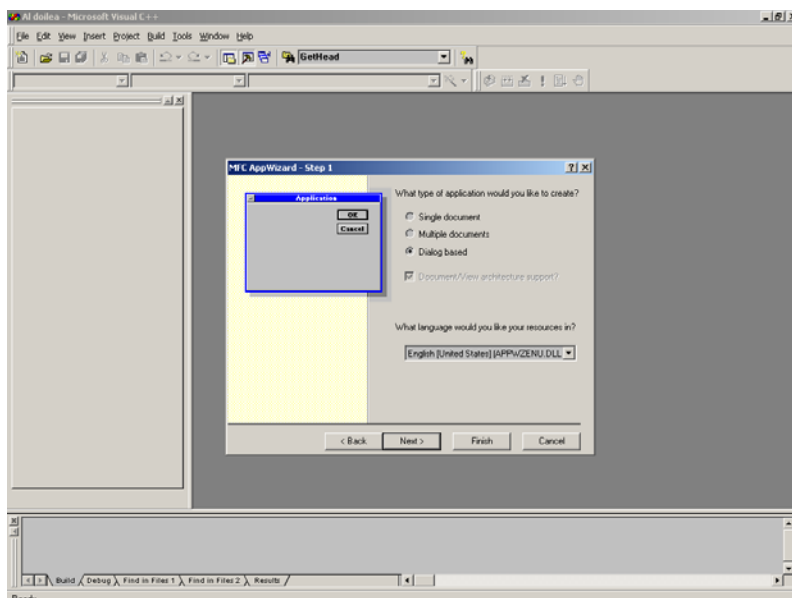 Al doilea - Microsoft Visual C++
File Edit View Insert Project Build Tools Window Help
GetHead
MFC AppWizard - Step 1
Application
OK
Cancel
What type of application would you like to create?
Single document
Multiple documents
Dialog based
Document/View architecture support?
What language would you like your resources in?
English [United States] (APPWZENU.DLL
< Back Next > Finish Cancel
Build Debug Find in Files 1 Find in Files 2 Results
Ready